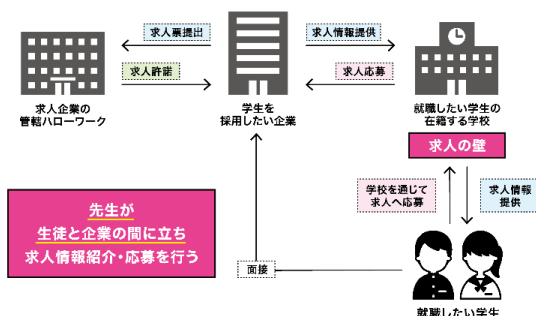 求人票提出
求人情報提供
求人許諾
求人応募
求人企業の
管轄ハローワーク
学生を
採用したい企業
就職したい学生の
在籍する学校
求人の壁
学校を通じて
求人へ応募
求人情報
提供
先生が
生徒と企業の間に立ち
求人情報紹介・応募を行う
面接
就職したい学生